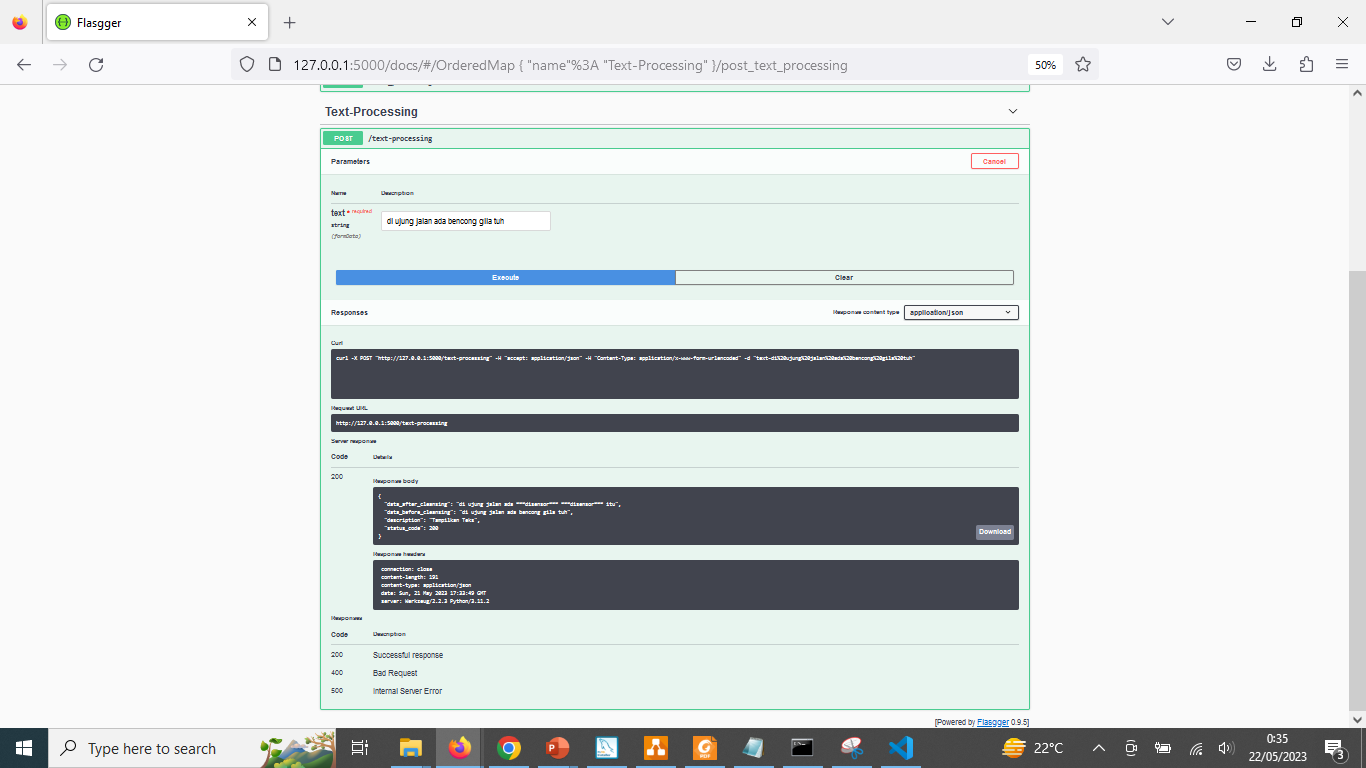 Flasgger
127.0.0.1:5000/docs/#/OrderedMap { "name"%3A "Text-Processing" }/post_text_processing
50%
Text-Processing
POST /text-processing
Parameters
Cancel
Name Description
text * required
string
(formData)
di ujung jalan ada bencong gila tuh
Execute
Clear
Responses
Response content type
application/json
Curl
curl -X POST "http://127.0.0.1:5000/text-processing" -H "accept: application/json" -H "Content-Type: application/x-www-form-urlencoded" -d "text=di%20ujung%20jalan%20ada%20bencong%20gila%20tuh"
Request URL
http://127.0.0.1:5000/text-processing
Server response
Code Details
200
Response body
{
"data_after_cleansing": "di ujung jalan ada ***disensor*** ***disensor*** itu",
"data_before_cleansing": "di ujung jalan ada bencong gila tuh",
"description": "Tampilkan Teks",
"status_code": 200
}
Download
Response headers
connection: close
content-length: 191
content-type: application/json
date: Sun, 21 May 2023 17:33:49 GMT
server: Werkzeug/2.2.3 Python/3.11.2
Responses
Code Description
200 Successful response
400 Bad Request
500 Internal Server Error
[Powered by Flasgger 0.9.5]
Type here to search
22°C
0:35
22/05/2023
3